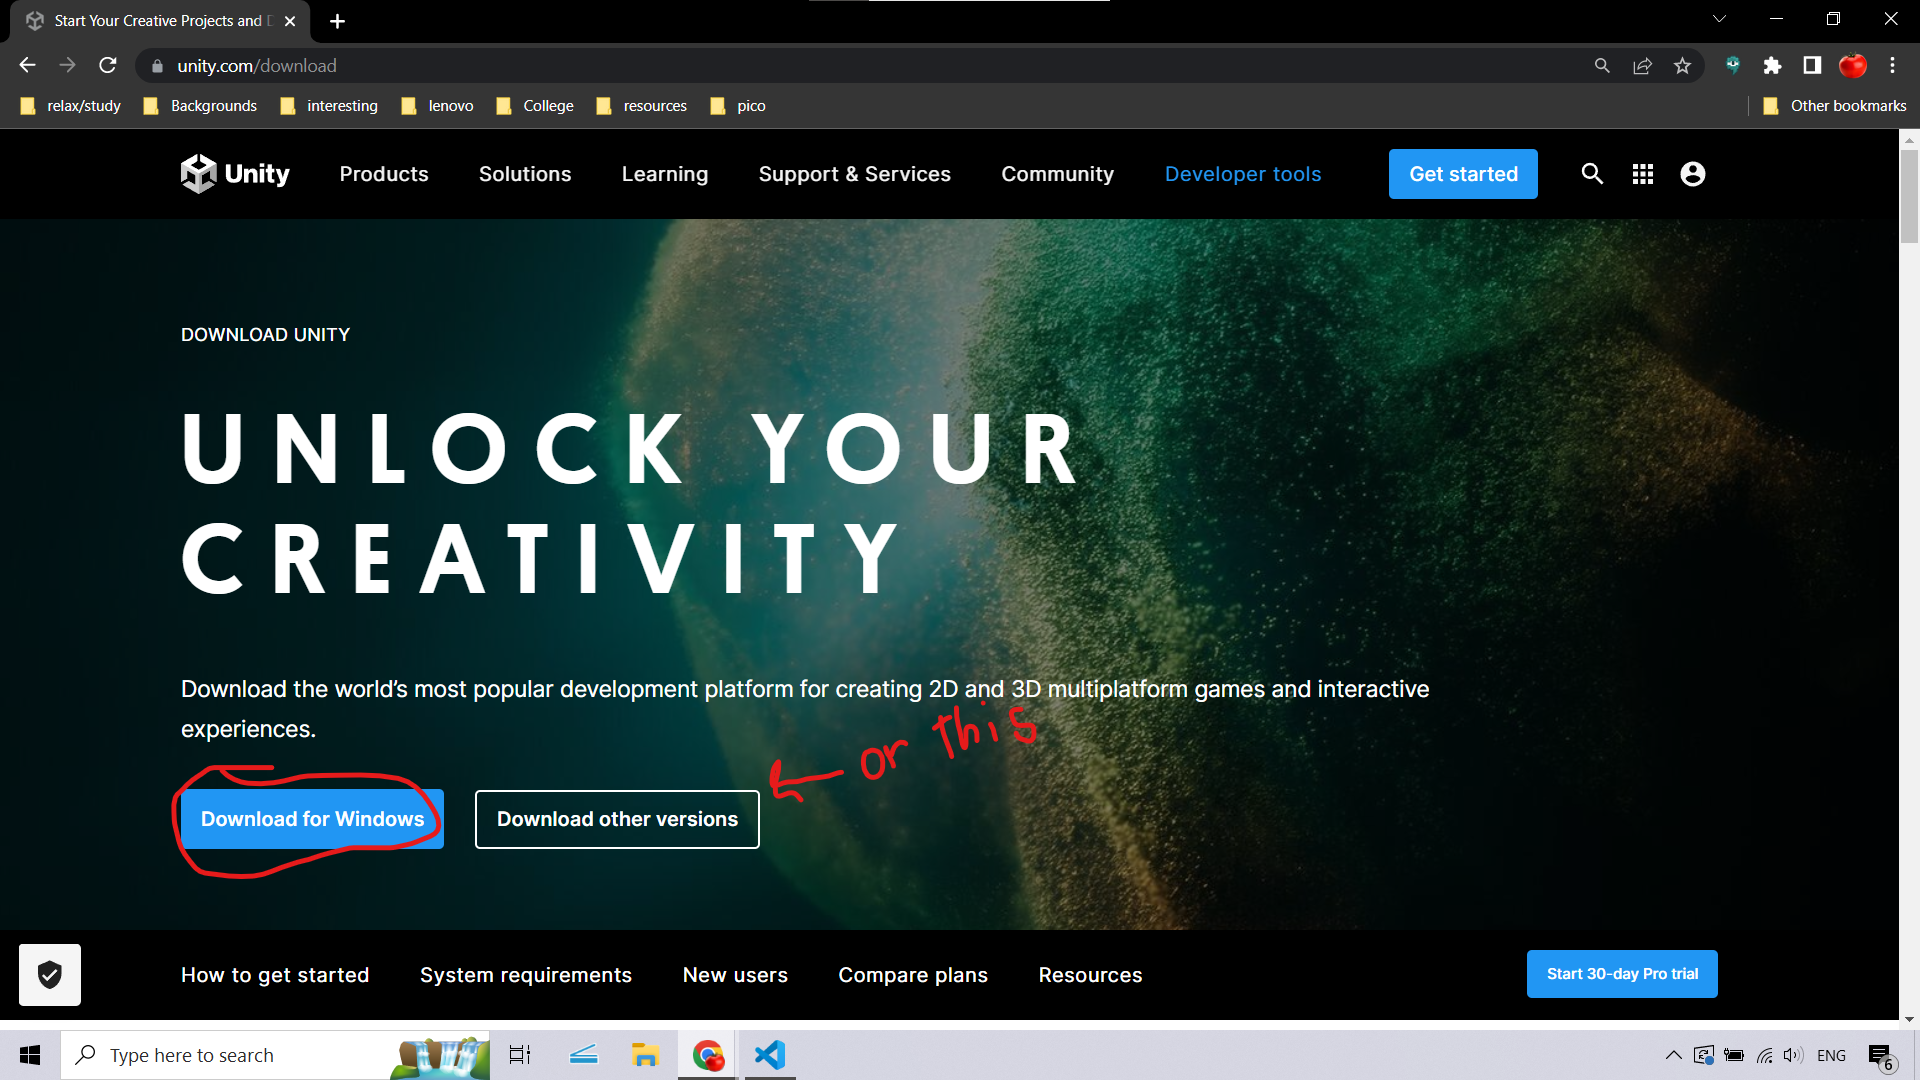 Start Your Creative Projects and D
unity.com/download
relax/study Backgrounds interesting lenovo College resources pico Other bookmarks
Unity Products Solutions Learning Support & Services Community Developer tools Get started
DOWNLOAD UNITY
UNLOCK YOUR
CREATIVITY
Download the world’s most popular development platform for creating 2D and 3D multiplatform games and interactive
experiences.
or this
Download for Windows Download other versions
How to get started System requirements New users Compare plans Resources Start 30-day Pro trial
Type here to search ENG 6